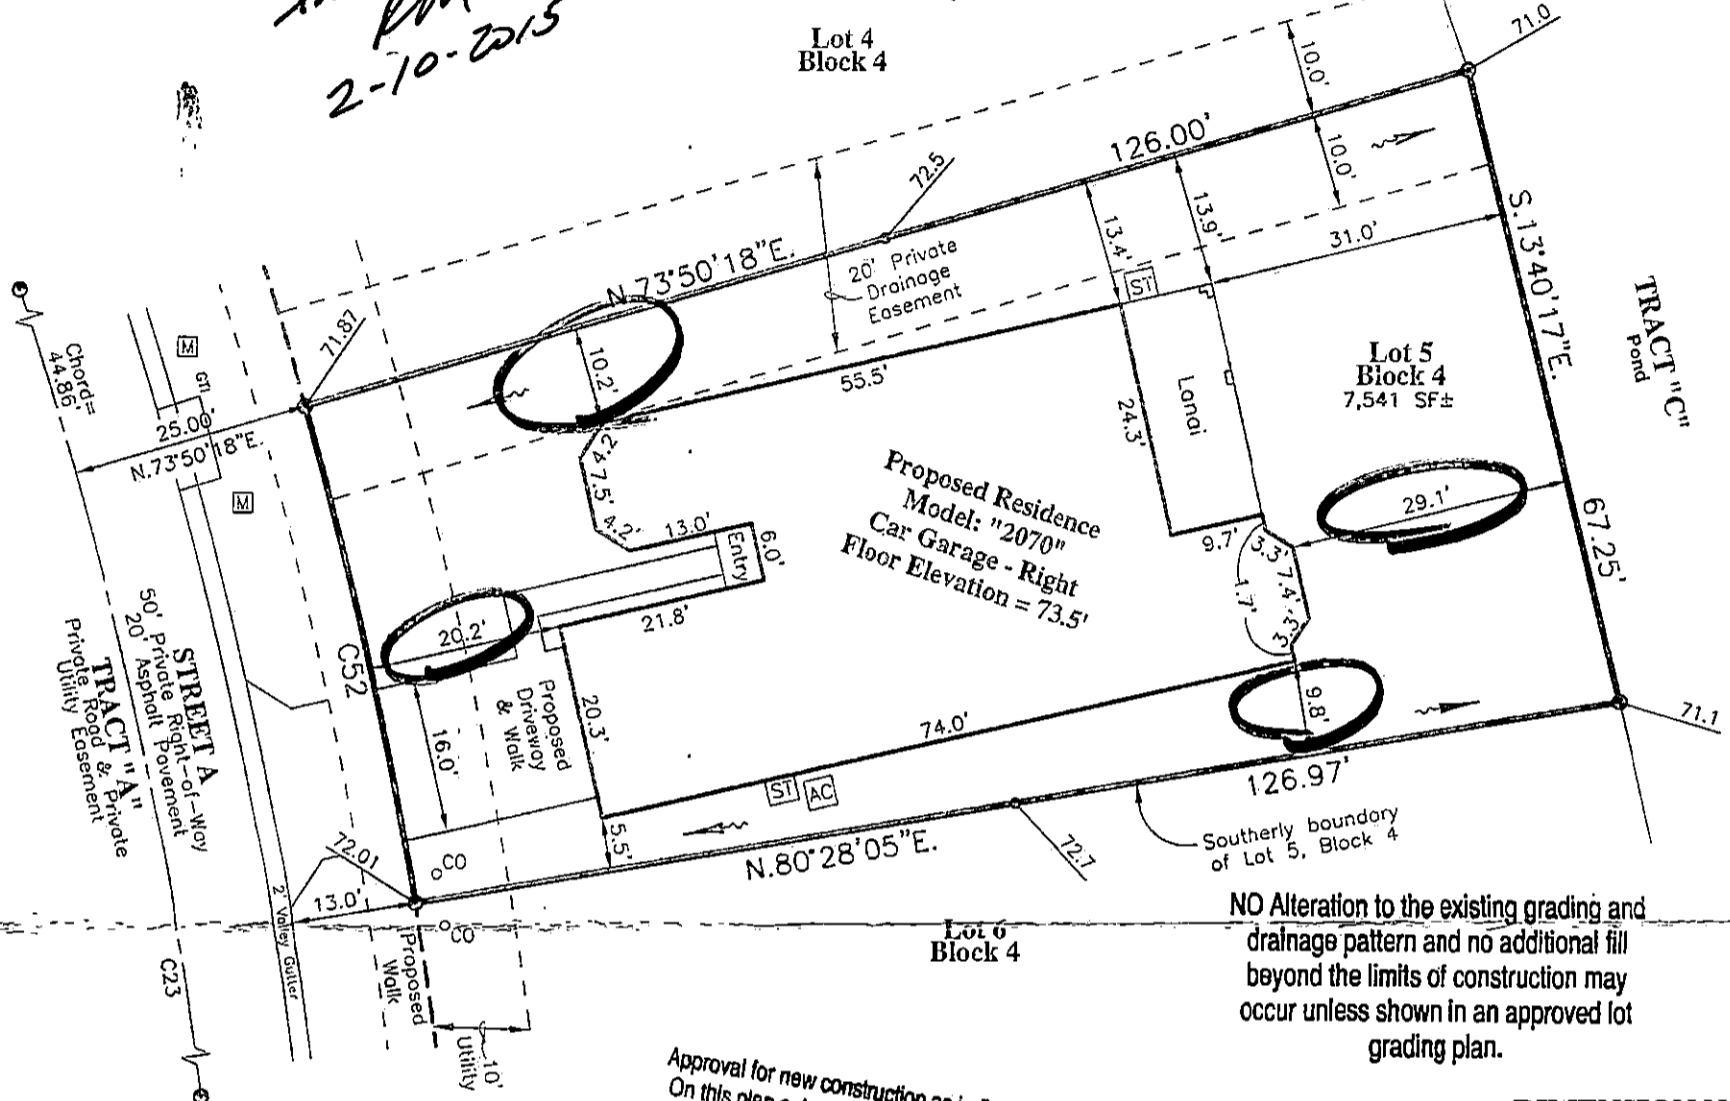 2-10-2015
Lot 4
Block 4
71.0
10.0'
10.0'
126.00'
72.5
N.73°50'18"E.
20' Private
Drainage
Easement
13.4'
13.9'
31.0'
ST
S.13°40'17"E.
TRACT "C"
Pond
71.87
Chord=
44.86'
M
GTI
25.00'
N.73°50'18"E.
M
10.2'
55.5'
Lot 5
Block 4
7,541 SF±
Lanai
24.3'
4.2'
7.5'
4.2'
13.0'
Entry
6.0'
Proposed Residence
Model: "2070"
Car Garage - Right
Floor Elevation = 73.5'
29.1'
9.7'
3.3'
7.4'
3.3'
1.7'
67.25'
20.2'
21.8'
C52
Proposed
Driveway
& Walk
20.3'
16.0'
74.0'
9.8'
71.1
STREET A
50' Private Right-of-Way
20' Asphalt Pavement
TRACT "A"
Private Road & Private
Utility Easement
ST
AC
126.97'
Southerly boundary
of Lot 5, Block 4
5.5'
N.80°28'05"E.
72.7
72.01
CO
13.0'
CO
2' Valley Gutter
Proposed
Walk
C23
10'
Utility
Lot 6
Block 4
NO Alteration to the existing grading and
drainage pattern and no additional fill
beyond the limits of construction may
occur unless shown in an approved lot
grading plan.
Approval for new construction as
On this plan